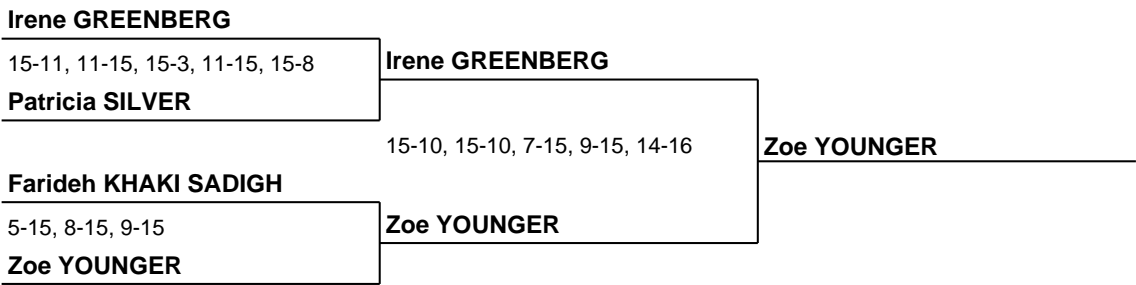 Irene GREENBERG
15-11, 11-15, 15-3, 11-15, 15-8
Patricia SILVER
Irene GREENBERG
15-10, 15-10, 7-15, 9-15, 14-16
Zoe YOUNGER
Farideh KHAKI SADIGH
5-15, 8-15, 9-15
Zoe YOUNGER
Zoe YOUNGER